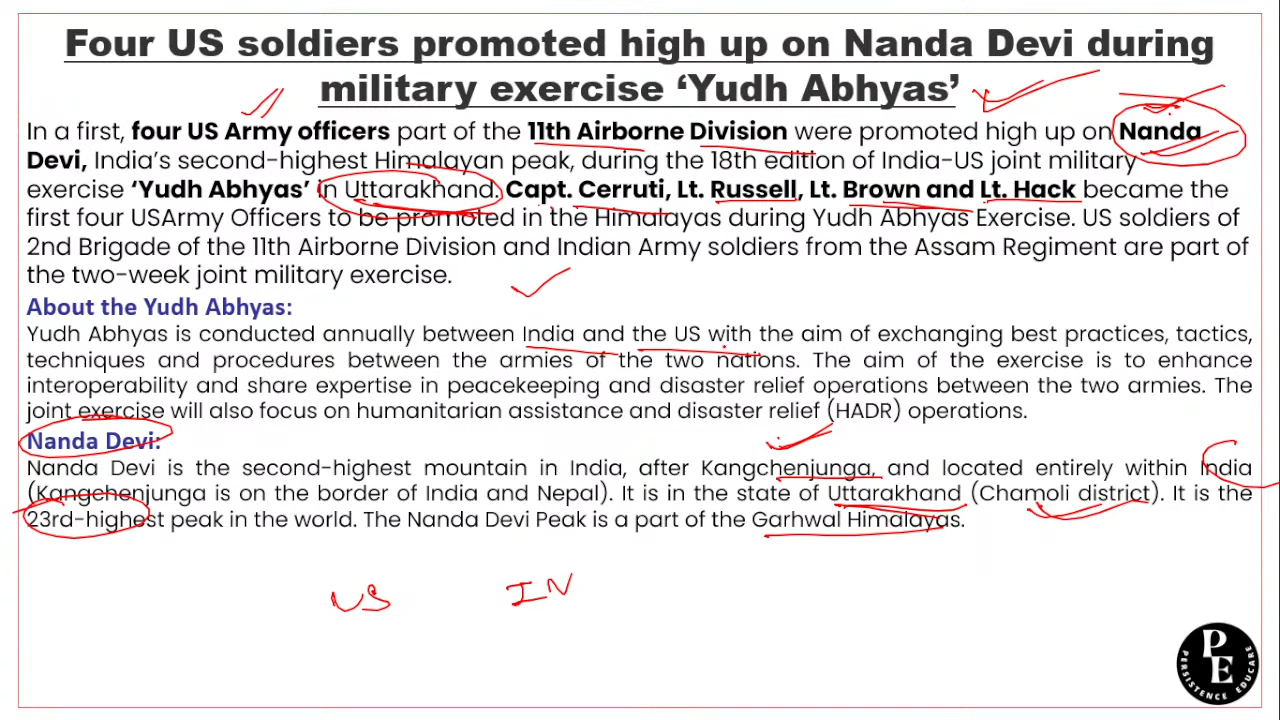 Four US soldiers promoted high up on Nanda Devi during
military exercise ‘Yudh Abhyas’
In a first, four US Army officers part of the 11th Airborne Division were promoted high up on Nanda
Devi, India’s second-highest Himalayan peak, during the 18th edition of India-US joint military
exercise ‘Yudh Abhyas’ in Uttarakhand. Capt. Cerruti, Lt. Russell, Lt. Brown and Lt. Hack became the
first four USArmy Officers to be promoted in the Himalayas during Yudh Abhyas Exercise. US soldiers of
2nd Brigade of the 11th Airborne Division and Indian Army soldiers from the Assam Regiment are part of
the two-week joint military exercise.
About the Yudh Abhyas:
Yudh Abhyas is conducted annually between India and the US with the aim of exchanging best practices, tactics,
techniques and procedures between the armies of the two nations. The aim of the exercise is to enhance
interoperability and share expertise in peacekeeping and disaster relief operations between the two armies. The
joint exercise will also focus on humanitarian assistance and disaster relief (HADR) operations.
Nanda Devi:
Nanda Devi is the second-highest mountain in India, after Kangchenjunga, and located entirely within India
(Kangchenjunga is on the border of India and Nepal). It is in the state of Uttarakhand (Chamoli district). It is the
23rd-highest peak in the world. The Nanda Devi Peak is a part of the Garhwal Himalayas.
US IN
PE
PERSISTENCE EDUCARE